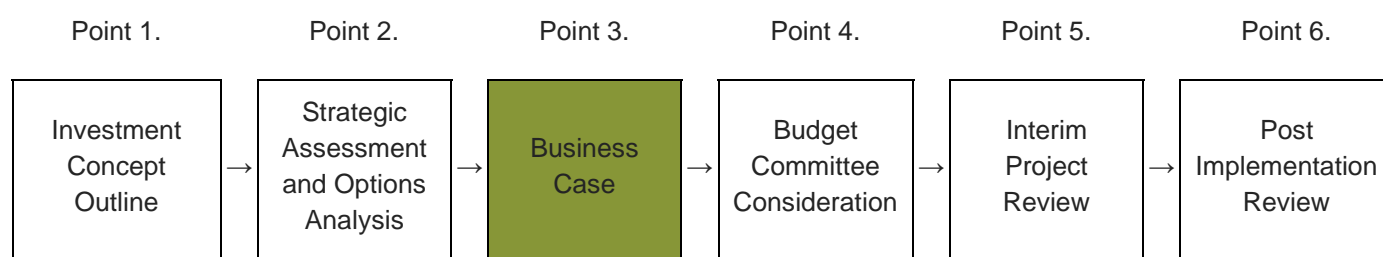 Point 1.
Point 2.
Point 3.
Point 4.
Point 5.
Point 6.
Investment
Concept
Outline
→
Strategic
Assessment
and Options
Analysis
→
Business
Case
→
Budget
Committee
Consideration
→
Interim
Project
Review
→
Post
Implementation
Review